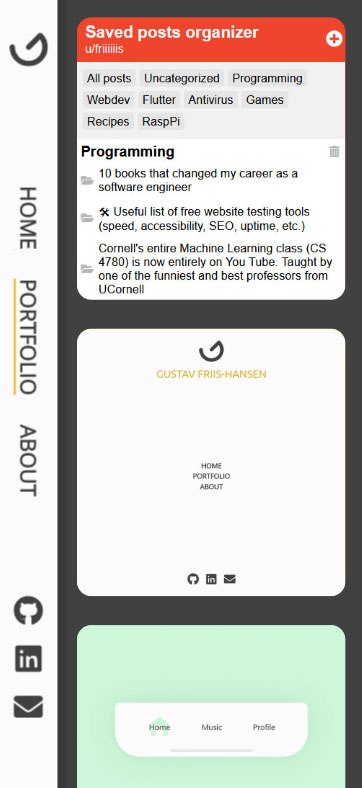 HOME
PORTFOLIO
ABOUT
Saved posts organizer
u/friiiiiis
All posts Uncategorized Programming
Webdev Flutter Antivirus Games
Recipes RaspPi
Programming
10 books that changed my career as a
software engineer
🛠 Useful list of free website testing tools
(speed, accessibility, SEO, uptime, etc.)
Cornell's entire Machine Learning class (CS
4780) is now entirely on You Tube. Taught by
one of the funniest and best professors from
UCornell
GUSTAV FRIIS-HANSEN
HOME
PORTFOLIO
ABOUT
Home Music Profile